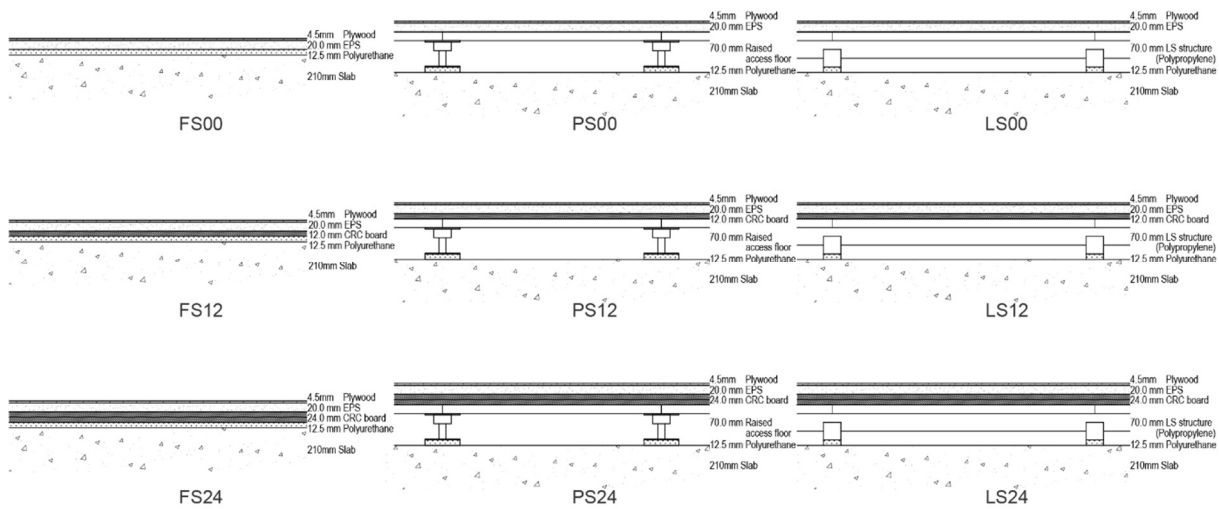 4.5mm Plywood
20.0 mm EPS
12.5 mm Polyurethane
210mm Slab
FS00
4.5mm Plywood
20.0 mm EPS
70.0 mm Raised
access floor
12.5 mm Polyurethane
210mm Slab
PS00
4.5mm Plywood
20.0 mm EPS
70.0 mm LS structure
(Polypropylene)
12.5 mm Polyurethane
210mm Slab
LS00
4.5mm Plywood
20.0 mm EPS
12.0 mm CRC board
12.5 mm Polyurethane
210mm Slab
FS12
4.5mm Plywood
20.0 mm EPS
12.0 mm CRC board
70.0 mm Raised
access floor
12.5 mm Polyurethane
210mm Slab
PS12
4.5mm Plywood
20.0 mm EPS
12.0 mm CRC board
70.0 mm LS structure
(Polypropylene)
12.5 mm Polyurethane
210mm Slab
LS12
4.5mm Plywood
20.0 mm EPS
24.0 mm CRC board
12.5 mm Polyurethane
210mm Slab
FS24
4.5mm Plywood
20.0 mm EPS
24.0 mm CRC board
70.0 mm Raised
access floor
12.5 mm Polyurethane
210mm Slab
PS24
4.5mm Plywood
20.0 mm EPS
24.0 mm CRC board
70.0 mm LS structure
(Polypropylene)
12.5 mm Polyurethane
210mm Slab
LS24